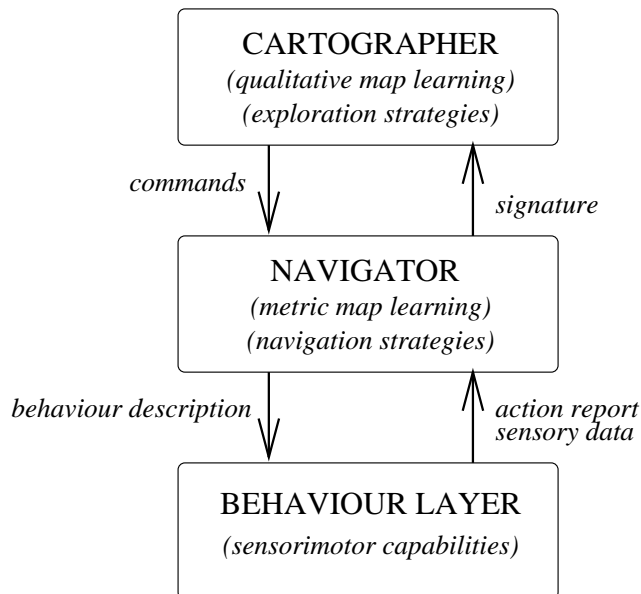 CARTOGRAPHER
(qualitative map learning)
(exploration strategies)
commands
signature
NAVIGATOR
(metric map learning)
(navigation strategies)
behaviour description
action report
sensory data
BEHAVIOUR LAYER
(sensorimotor capabilities)